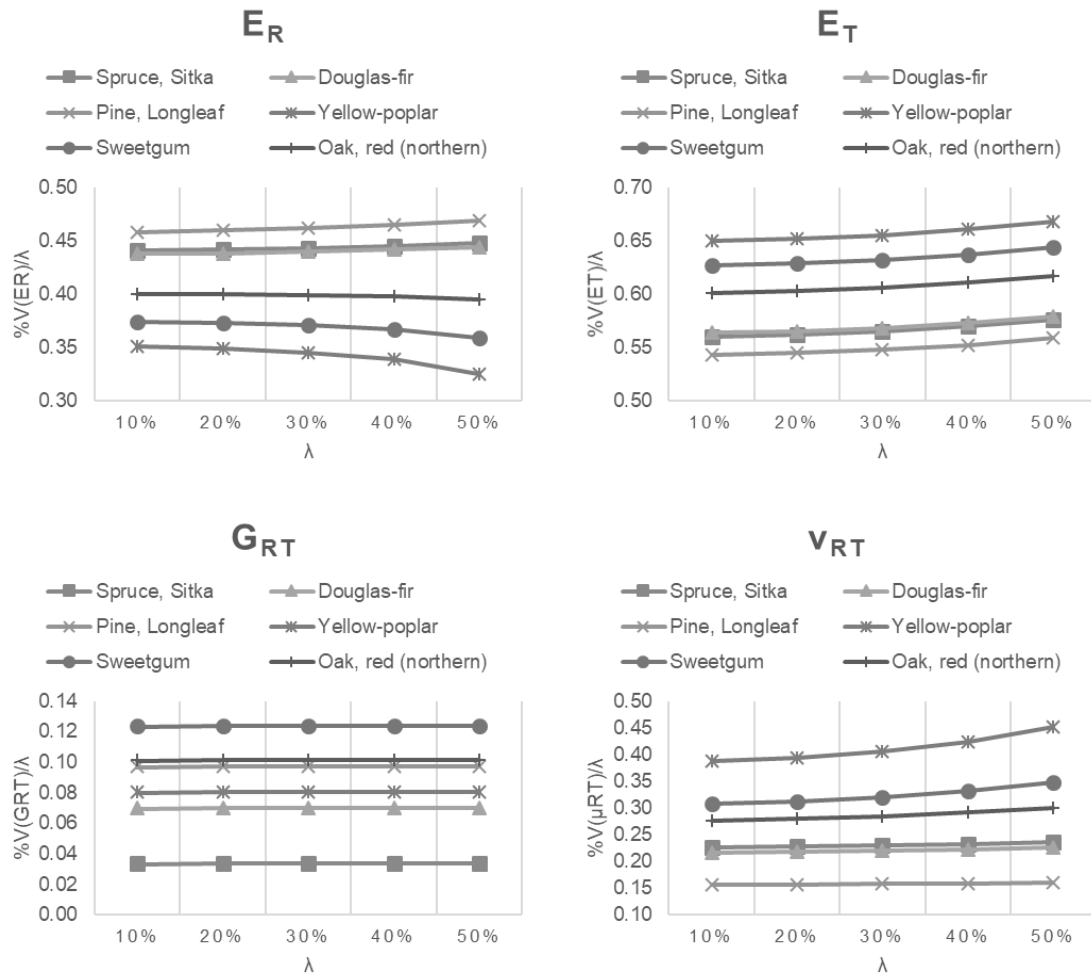 E_R
Spruce, Sitka Douglas-fir
Pine, Longleaf Yellow-poplar
Sweetgum Oak, red (northern)
%V(ER)/λ
0.50
0.45
0.40
0.35
0.30
10% 20% 30% 40% 50%
λ
E_T
Spruce, Sitka Douglas-fir
Pine, Longleaf Yellow-poplar
Sweetgum Oak, red (northern)
%V(ET)/λ
0.70
0.65
0.60
0.55
0.50
10% 20% 30% 40% 50%
λ
G_RT
Spruce, Sitka Douglas-fir
Pine, Longleaf Yellow-poplar
Sweetgum Oak, red (northern)
%V(GRT)/λ
0.14
0.12
0.10
0.08
0.06
0.04
0.02
0.00
10% 20% 30% 40% 50%
λ
v_RT
Spruce, Sitka Douglas-fir
Pine, Longleaf Yellow-poplar
Sweetgum Oak, red (northern)
%V(μRT)/λ
0.50
0.45
0.40
0.35
0.30
0.25
0.20
0.15
0.10
10% 20% 30% 40% 50%
λ